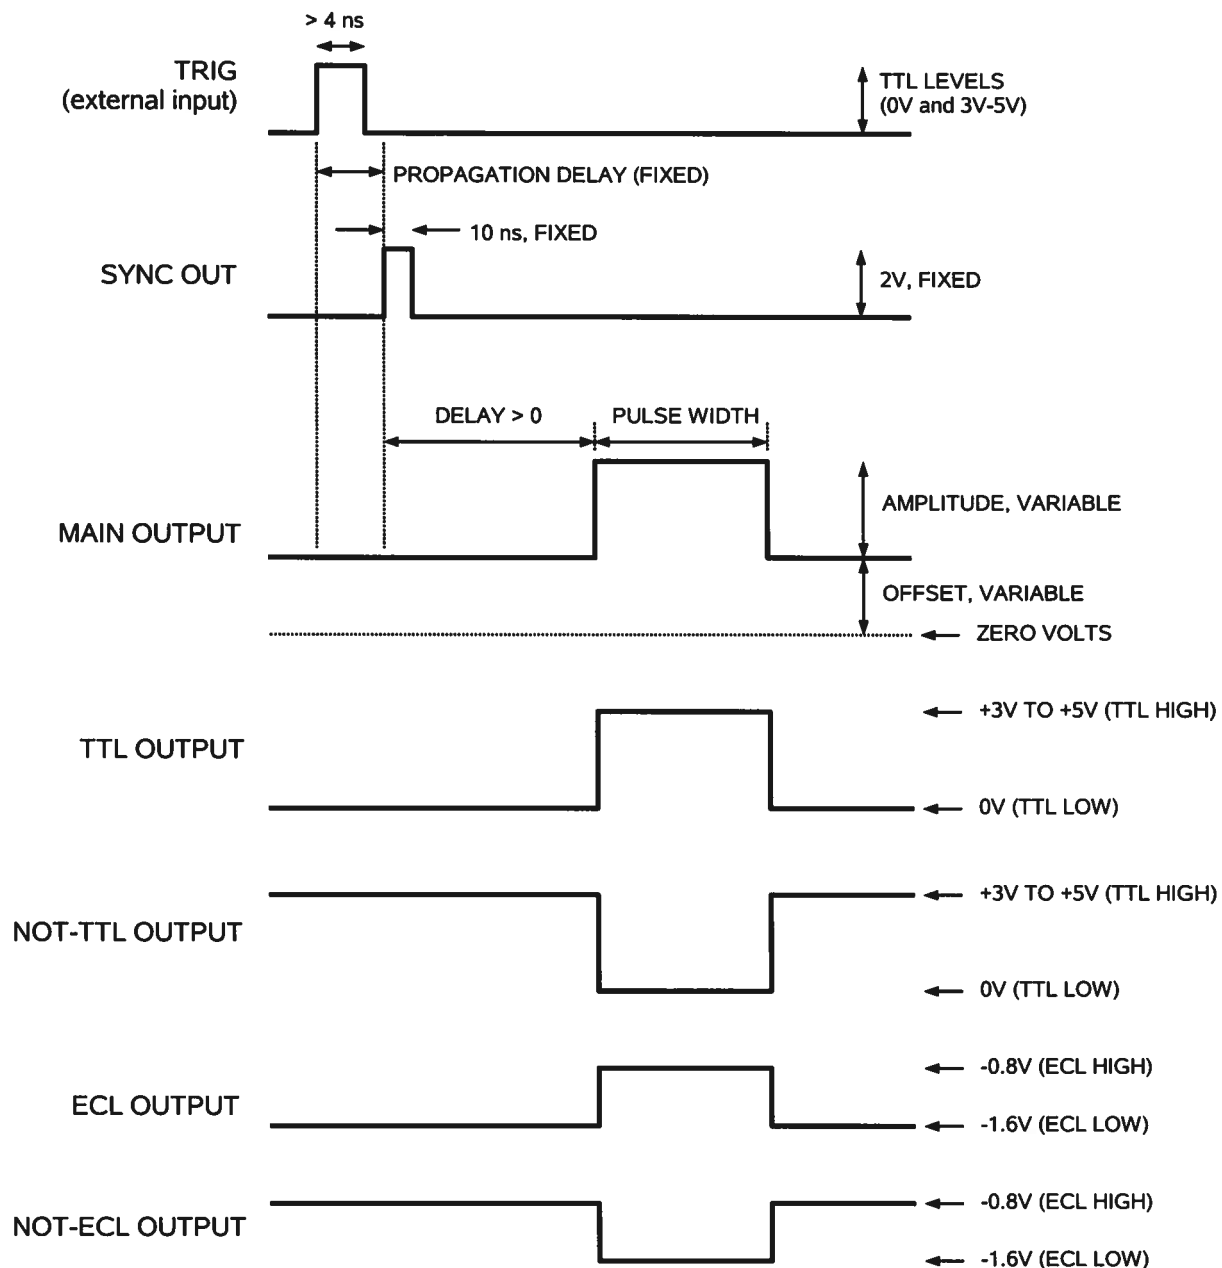 > 4 ns
TRIG
(external input)
TTL LEVELS
(0V and 3V-5V)
PROPAGATION DELAY (FIXED)
10 ns, FIXED
SYNC OUT
2V, FIXED
DELAY > 0
PULSE WIDTH
MAIN OUTPUT
AMPLITUDE, VARIABLE
OFFSET, VARIABLE
ZERO VOLTS
TTL OUTPUT
+3V TO +5V (TTL HIGH)
0V (TTL LOW)
NOT-TTL OUTPUT
+3V TO +5V (TTL HIGH)
0V (TTL LOW)
ECL OUTPUT
-0.8V (ECL HIGH)
-1.6V (ECL LOW)
NOT-ECL OUTPUT
-0.8V (ECL HIGH)
-1.6V (ECL LOW)